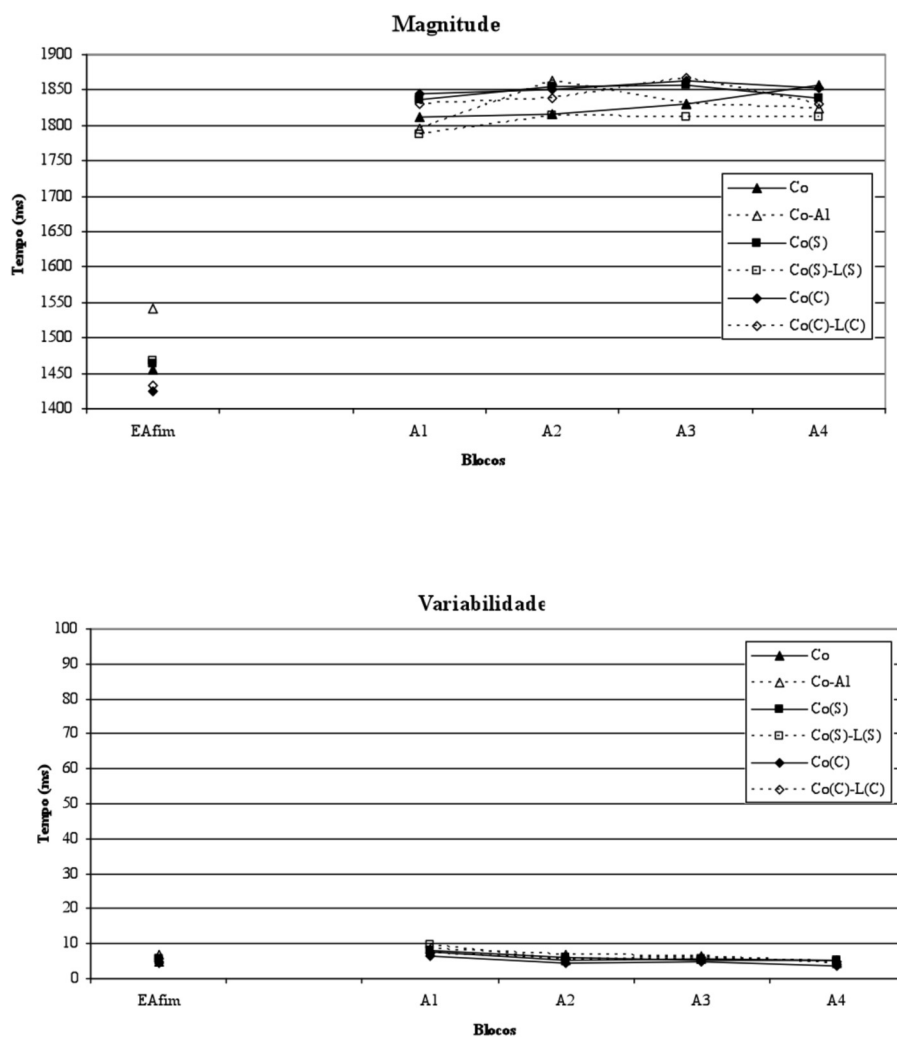 Magnitude
1900
1850
1800
1750
1700
1650
1600
1550
1500
1450
1400
Tempo (ms)
Co
Co-Al
Co(S)
Co(S)-L(S)
Co(C)
Co(C)-L(C)
EAfim A1 A2 A3 A4
Blocos
Variabilidade
100
90
80
70
60
50
40
30
20
10
0
Tempo (ms)
Co
Co-Al
Co(S)
Co(S)-L(S)
Co(C)
Co(C)-L(C)
EAfim A1 A2 A3 A4
Blocos